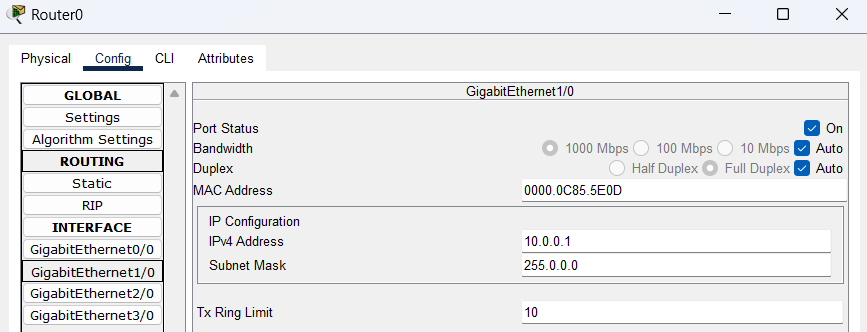 Router0
Physical Config CLI Attributes
GLOBAL
Settings
Algorithm Settings
ROUTING
Static
RIP
INTERFACE
GigabitEthernet0/0
GigabitEthernet1/0
GigabitEthernet2/0
GigabitEthernet3/0
GigabitEthernet1/0
Port Status On
Bandwidth 1000 Mbps 100 Mbps 10 Mbps Auto
Duplex Half Duplex Full Duplex Auto
MAC Address 0000.0C85.5E0D
IP Configuration
IPv4 Address 10.0.0.1
Subnet Mask 255.0.0.0
Tx Ring Limit 10